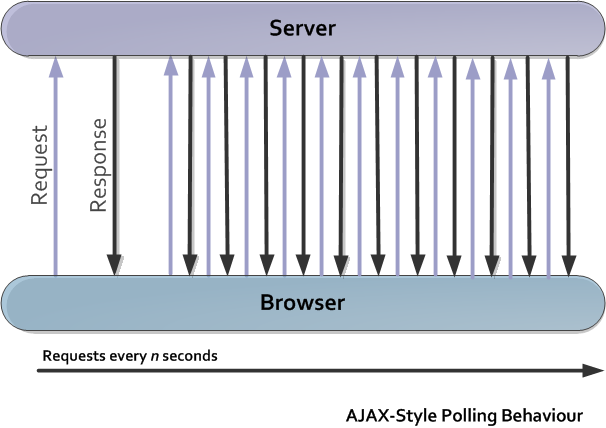 Server
Request
Response
Browser
Requests every n seconds
AJAX-Style Polling Behaviour